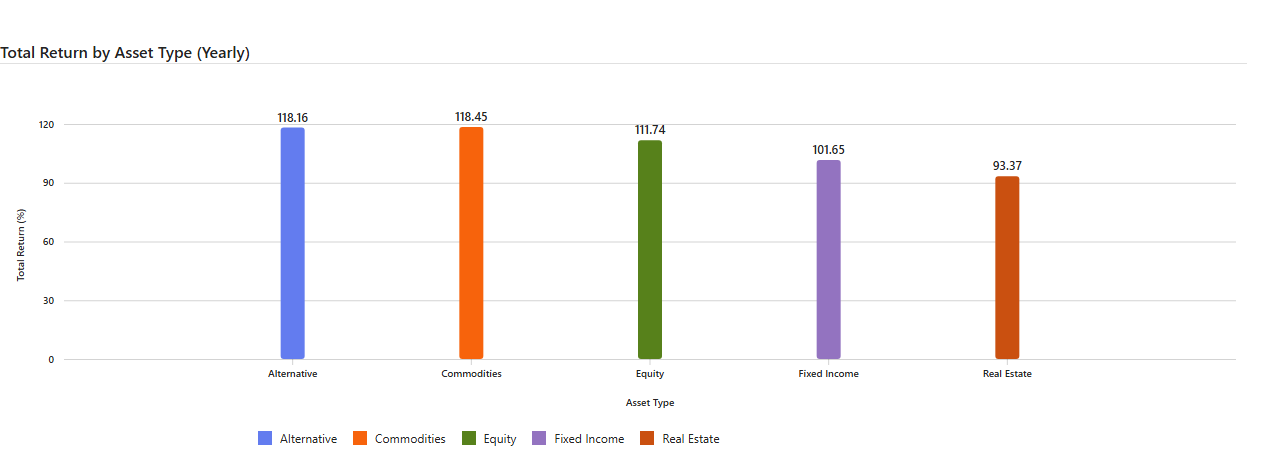 Total Return by Asset Type (Yearly)
118.16
118.45
111.74
101.65
93.37
120
90
60
30
0
Total Return (%)
Alternative
Commodities
Equity
Fixed Income
Real Estate
Asset Type
Alternative Commodities Equity Fixed Income Real Estate